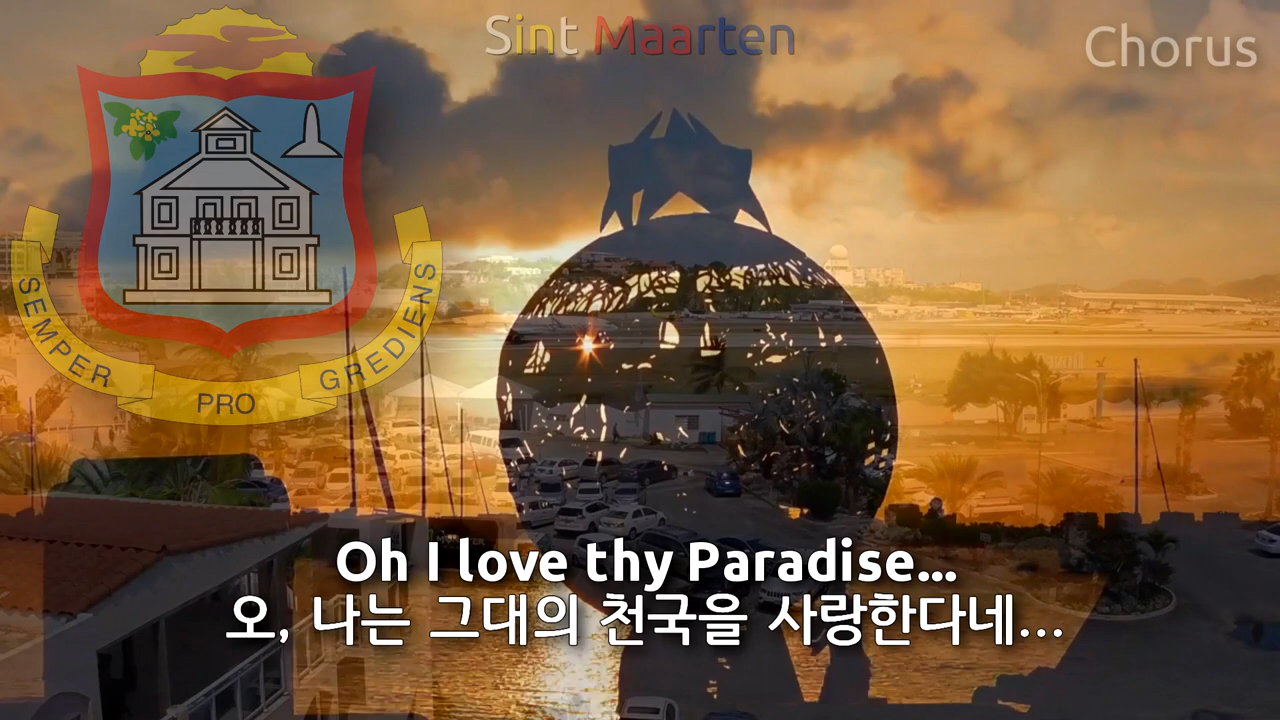 Sint Maarten
Chorus
SEMPER
PRO
GREDIENS
Oh I love thy Paradise...
오, 나는 그대의 천국을 사랑한다네...